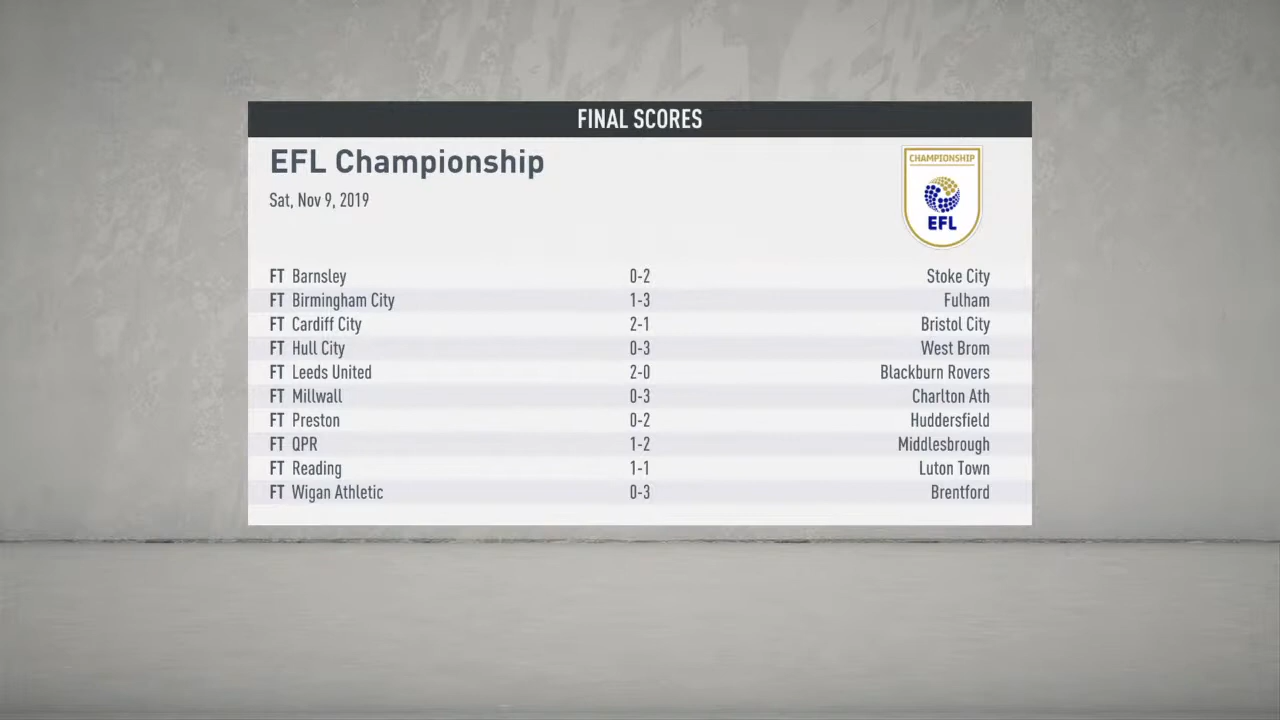 FINAL SCORES
EFL Championship
CHAMPIONSHIP
Sat, Nov 9, 2019
EFL
FT Barnsley 0-2 Stoke City
FT Birmingham City 1-3 Fulham
FT Cardiff City 2-1 Bristol City
FT Hull City 0-3 West Brom
FT Leeds United 2-0 Blackburn Rovers
FT Millwall 0-3 Charlton Ath
FT Preston 0-2 Huddersfield
FT QPR 1-2 Middlesbrough
FT Reading 1-1 Luton Town
FT Wigan Athletic 0-3 Brentford